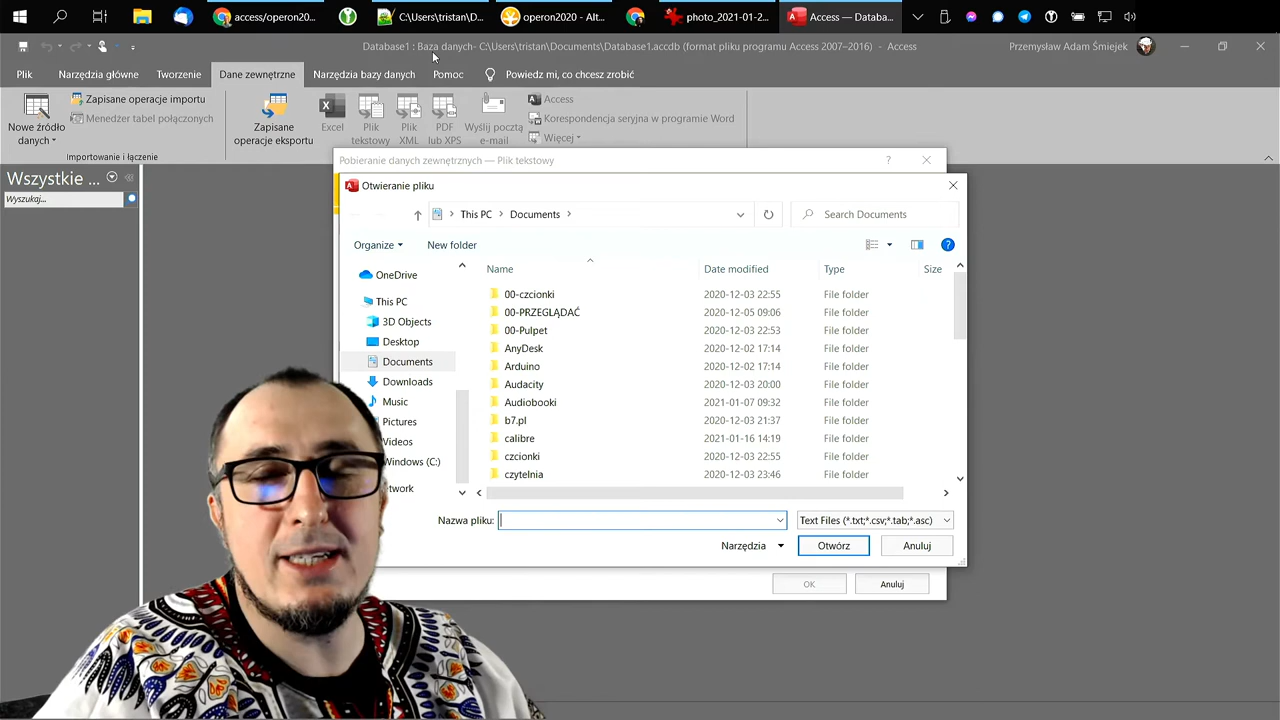 access/operon20...
C:\Users\tristan\D...
operon2020 - Alt...
photo_2021-01-2...
Access — Databa...
Database1 : Baza danych- C:\Users\tristan\Documents\Database1.accdb (format pliku programu Access 2007–2016) - Access
Przemysław Adam Śmiejek
Plik
Narzędzia główne
Tworzenie
Dane zewnętrzne
Narzędzia bazy danych
Pomoc
Powiedz mi, co chcesz zrobić
Nowe źródło
danych
Zapisane operacje importu
Menedżer tabel połączonych
Importowanie i łączenie
Zapisane
operacje eksportu
Excel
Plik
tekstowy
Plik
XML
PDF
lub XPS
Wyślij pocztą
e-mail
Access
Korespondencja seryjna w programie Word
Więcej
Wszystkie ...
Wyszukaj...
Pobieranie danych zewnętrznych — Plik tekstowy
Otwieranie pliku
This PC
Documents
Search Documents
Organize
New folder
OneDrive
This PC
3D Objects
Desktop
Documents
Downloads
Music
Pictures
Videos
Windows (C:)
etwork
Name
Date modified
Type
Size
00-czcionki 2020-12-03 22:55 File folder
00-PRZEGLĄDAĆ 2020-12-05 09:06 File folder
00-Pulpet 2020-12-03 22:53 File folder
AnyDesk 2020-12-02 17:14 File folder
Arduino 2020-12-02 17:14 File folder
Audacity 2020-12-03 20:00 File folder
Audiobooki 2021-01-07 09:32 File folder
b7.pl 2020-12-03 21:37 File folder
calibre 2021-01-16 14:19 File folder
czcionki 2020-12-03 22:55 File folder
czytelnia 2020-12-03 23:46 File folder
Nazwa pliku:
Text Files (*.txt;*.csv;*.tab;*.asc)
Narzędzia
Otwórz
Anuluj
OK
Anuluj